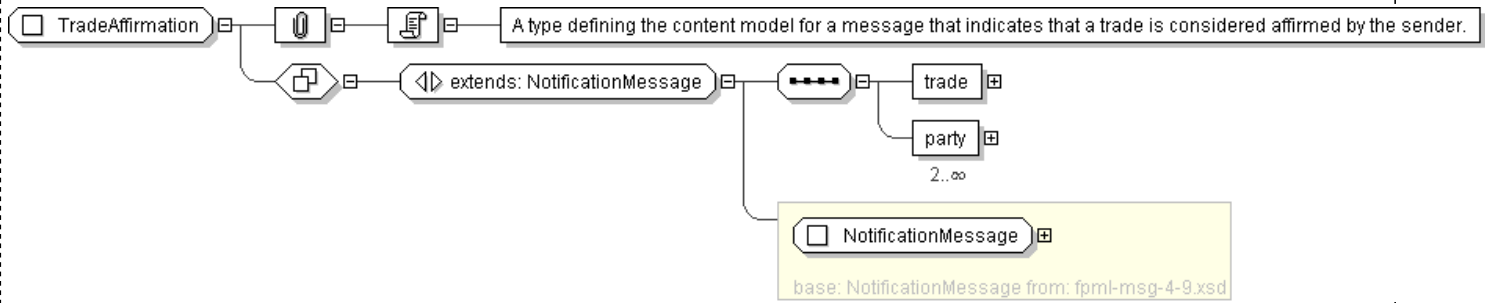 TradeAffirmation
A type defining the content model for a message that indicates that a trade is considered affirmed by the sender.
extends: NotificationMessage
trade
party
2..∞
NotificationMessage
base: NotificationMessage from: fpml-msg-4-9.xsd